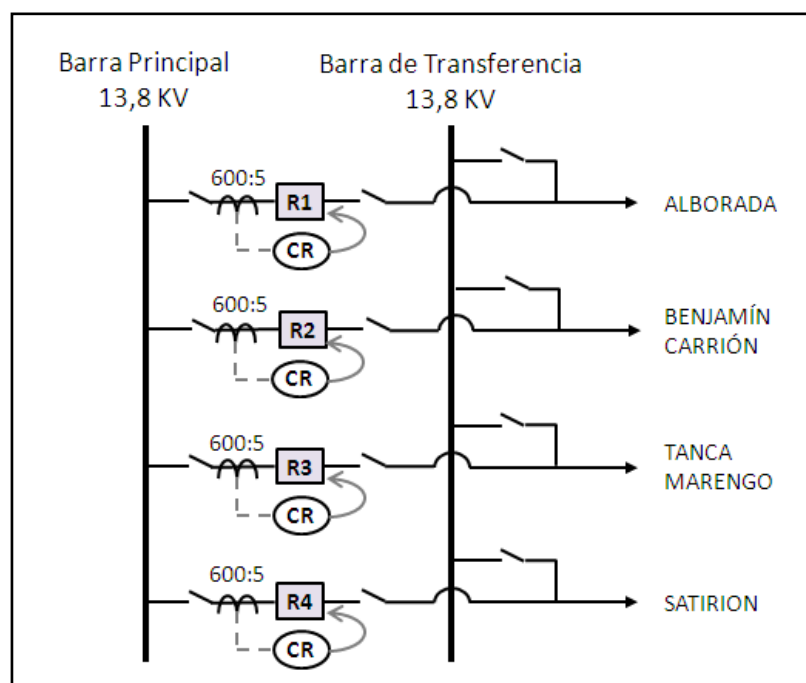 Barra Principal
13,8 KV
Barra de Transferencia
13,8 KV
600:5
R1
CR
ALBORADA
600:5
R2
CR
BENJAMÍN
CARRIÓN
600:5
R3
CR
TANCA
MARENGO
600:5
R4
CR
SATIRION